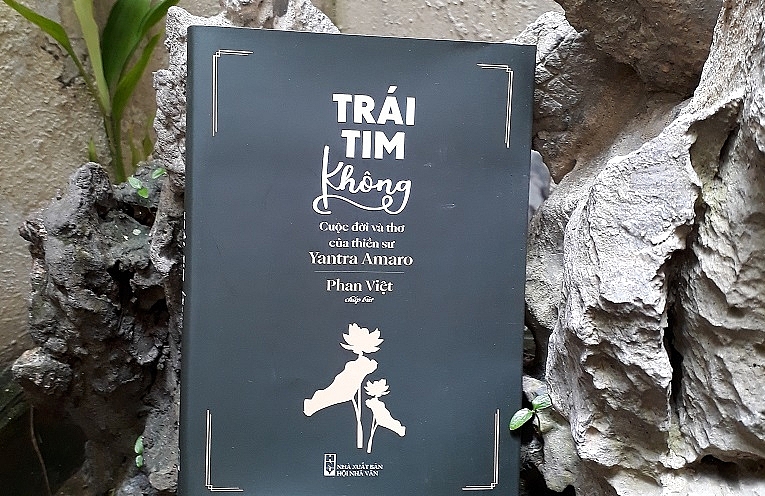 TRÁI
TIM
Không
Cuộc đời và thơ
của thiền sư
Yantra Amaro
Phan Việt
chấp bút
NHÀ XUẤT BẢN
HỘI NHÀ VĂN